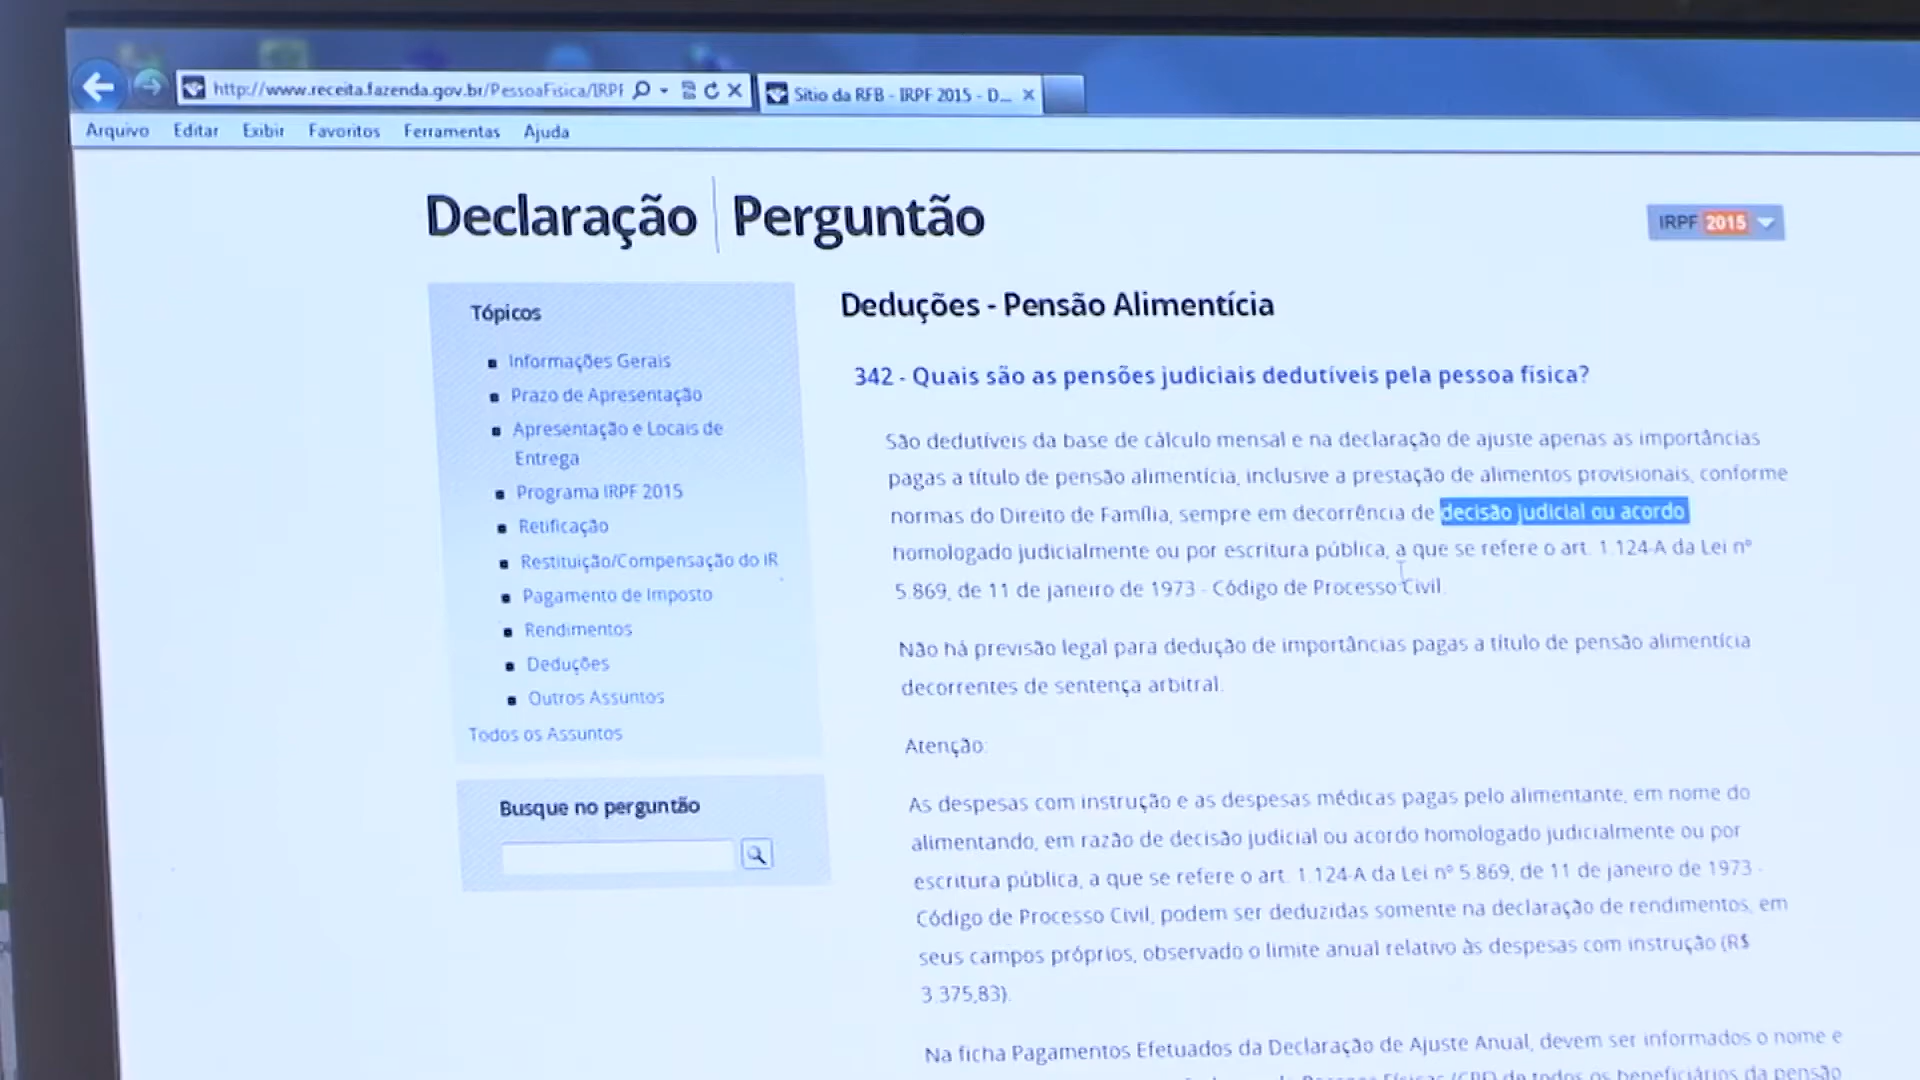 http://www.receita.fazenda.gov.br/PessoaFisica/IRPF
Sítio da RFB - IRPF 2015 - D...
Arquivo Editar Exibir Favoritos Ferramentas Ajuda
Declaração Perguntão
IRPF 2015
Tópicos
Informações Gerais
Prazo de Apresentação
Apresentação e Locais de
Entrega
Programa IRPF 2015
Retificação
Restituição/Compensação do IR
Pagamento de Imposto
Rendimentos
Deduções
Outros Assuntos
Todos os Assuntos
Busque no perguntão
Deduções - Pensão Alimentícia
342 - Quais são as pensões judiciais dedutíveis pela pessoa física?
São dedutíveis da base de cálculo mensal e na declaração de ajuste apenas as importâncias
pagas a título de pensão alimentícia, inclusive a prestação de alimentos provisionais, conforme
normas do Direito de Família, sempre em decorrência de decisão judicial ou acordo
homologado judicialmente ou por escritura pública, a que se refere o art. 1.124-A da Lei nº
5.869, de 11 de janeiro de 1973 - Código de Processo Civil.
Não há previsão legal para dedução de importâncias pagas a título de pensão alimentícia
decorrentes de sentença arbitral.
Atenção:
As despesas com instrução e as despesas médicas pagas pelo alimentante, em nome do
alimentando, em razão de decisão judicial ou acordo homologado judicialmente ou por
escritura pública, a que se refere o art. 1.124-A da Lei nº 5.869, de 11 de janeiro de 1973 -
Código de Processo Civil, podem ser deduzidas somente na declaração de rendimentos, em
seus campos próprios, observado o limite anual relativo às despesas com instrução (R$
3.375,83).
Na ficha Pagamentos Efetuados da Declaração de Ajuste Anual, devem ser informados o nome e
Físicas (CPF) de todos os beneficiários da pensão